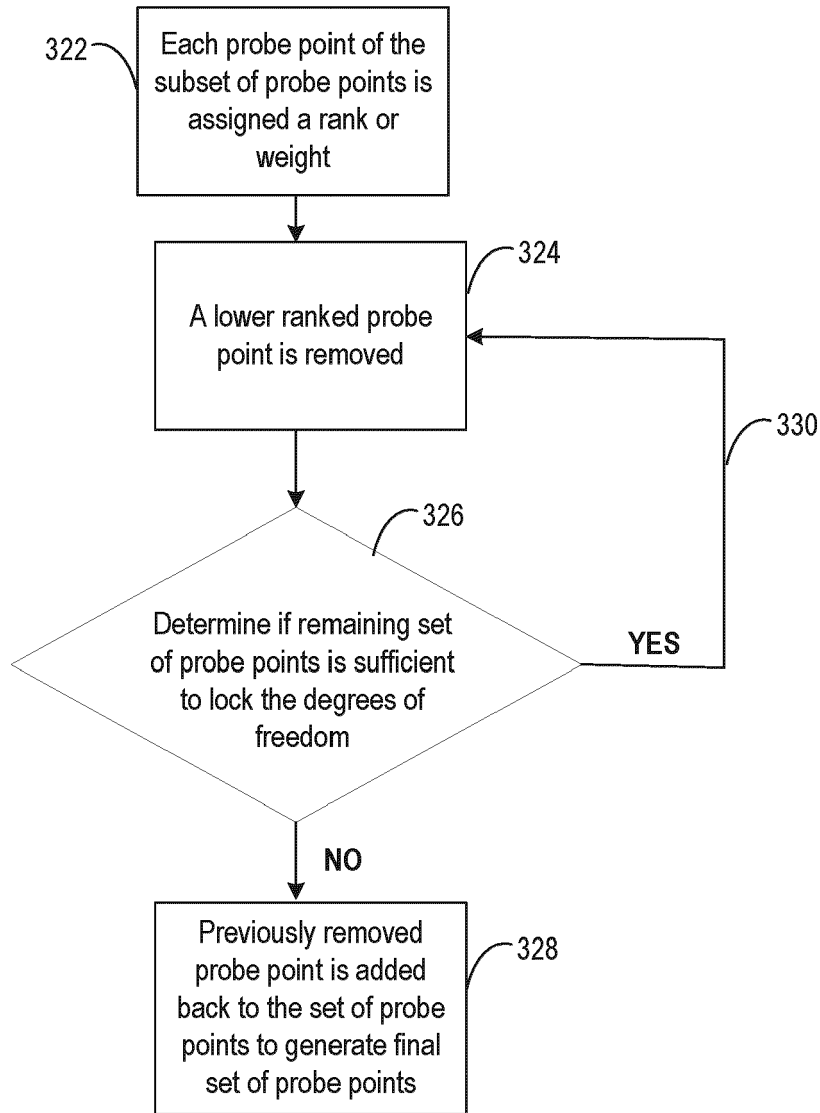 322
Each probe point of the
subset of probe points is
assigned a rank or
weight
324
A lower ranked probe
point is removed
330
326
Determine if remaining set
of probe points is sufficient
to lock the degrees of
freedom
YES
NO
Previously removed
probe point is added
back to the set of probe
points to generate final
set of probe points
328